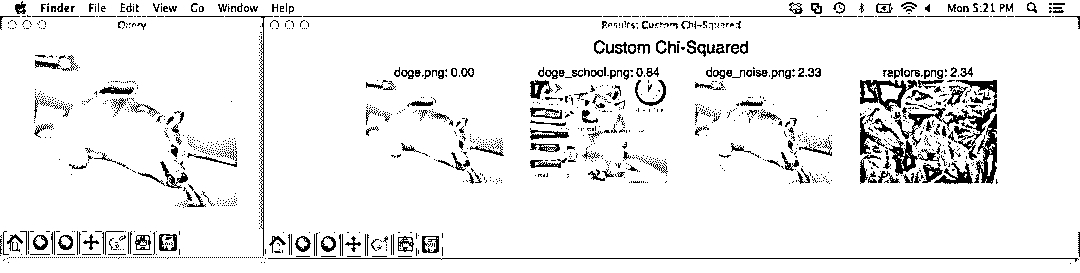 Finder File Edit View Go Window Help Mon 5:21 PM
Query
Results: Custom Chi-Squared
Custom Chi-Squared
doge.png: 0.00
doge_school.png: 0.84
doge_noise.png: 2.33
raptors.png: 2.34